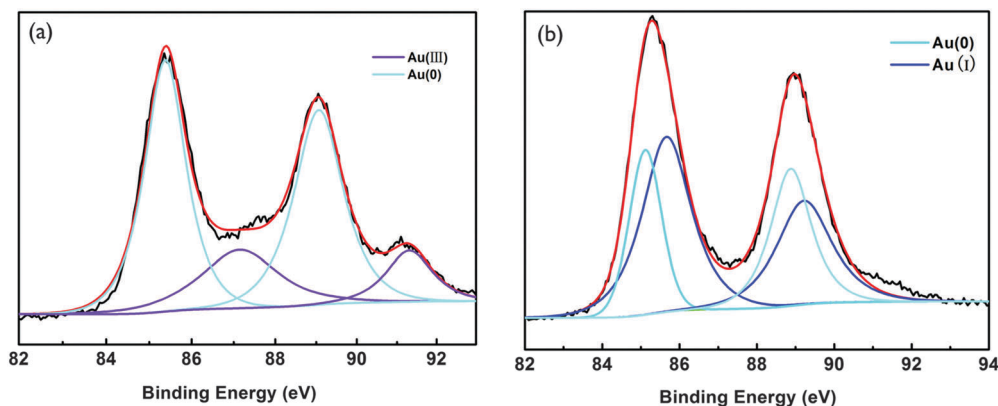 (a)
Au(III)
Au(0)
82 84 86 88 90 92
Binding Energy (eV)
(b)
Au(0)
Au (I)
82 84 86 88 90 92 94
Binding Energy (eV)